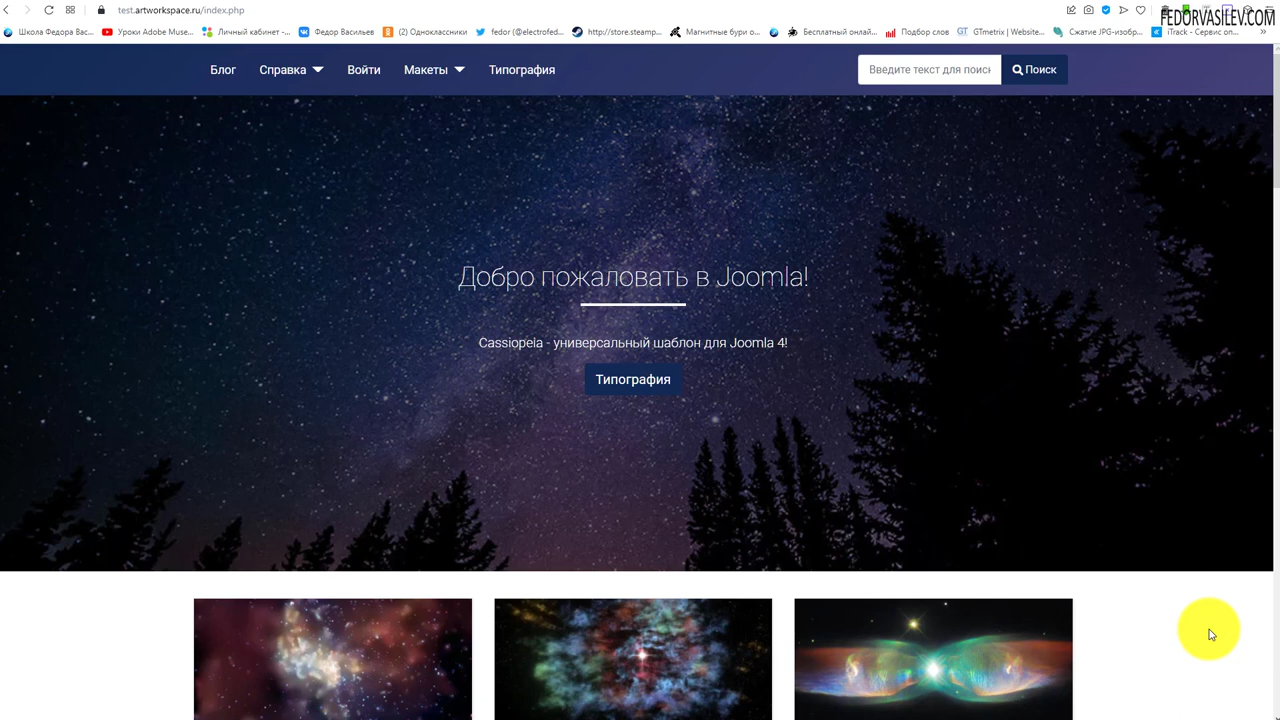 test.artworkspace.ru/index.php
FEDORVASILEV.COM
Школа Федора Вас... Уроки Adobe Muse... Личный кабинет -... Федор Васильев (2) Одноклассники fedor (@electrofed... http://store.steamp... Магнитные бури о... Бесплатный онлай... Подбор слов GTmetrix | Website... Сжатие JPG-изобр... iTrack - Сервис оп...
Блог Справка Войти Макеты Типография Введите текст для поиск Поиск
Добро пожаловать в Joomla!
Cassiopeia - универсальный шаблон для Joomla 4!
Типография